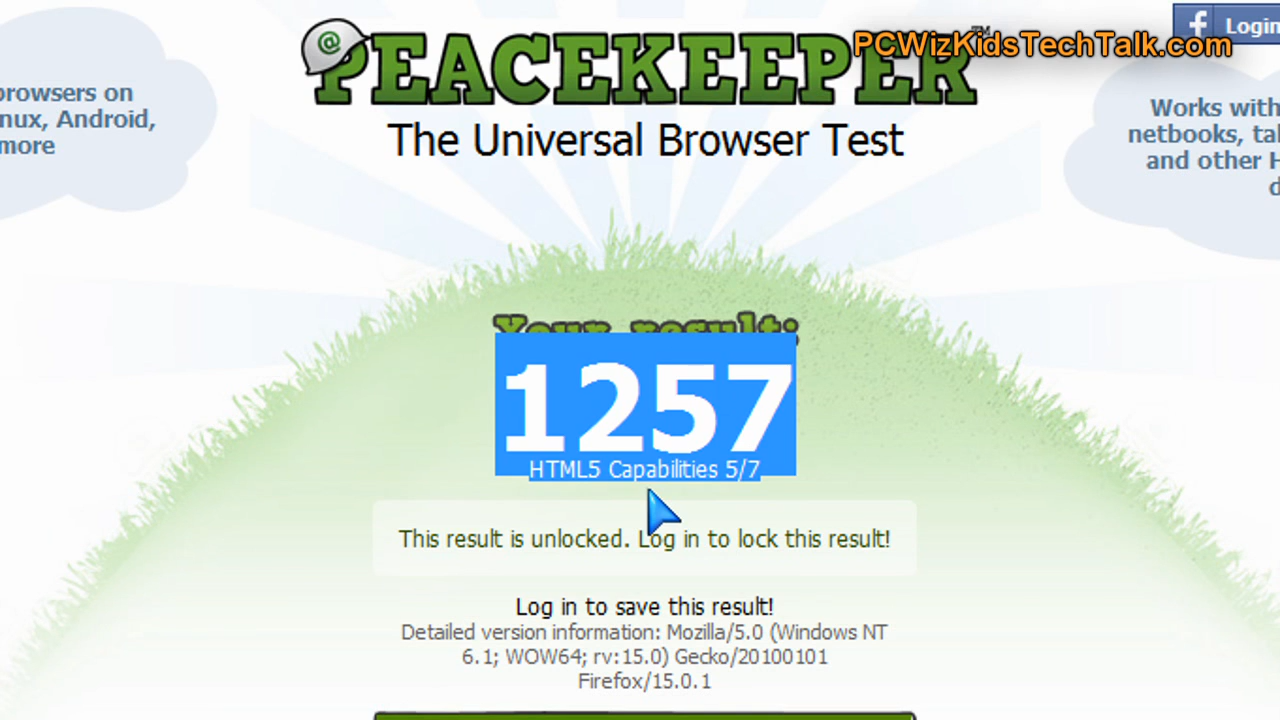 PEACEKEEPER™
PCWizKidsTechTalk.com
f Login
The Universal Browser Test
browsers on
nux, Android,
more
Works with
netbooks,
and other
Your result:
1257
HTML5 Capabilities 5/7
This result is unlocked. Log in to lock this result!
Log in to save this result!
Detailed version information: Mozilla/5.0 (Windows NT
6.1; WOW64; rv:15.0) Gecko/20100101
Firefox/15.0.1